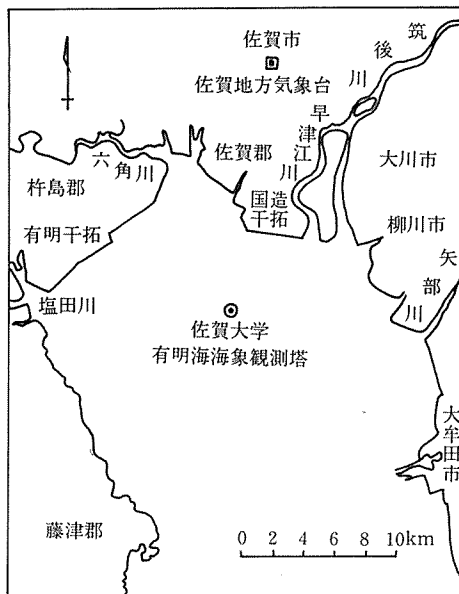 佐賀市
佐賀地方気象台
筑後川
早津江川
佐賀郡
六角川
大川市
杵島郡
国造
干拓
有明干拓
柳川市
矢部川
塩田川
佐賀大学
有明海海象観測塔
大牟田市
藤津郡
0 2 4 6 8 10km